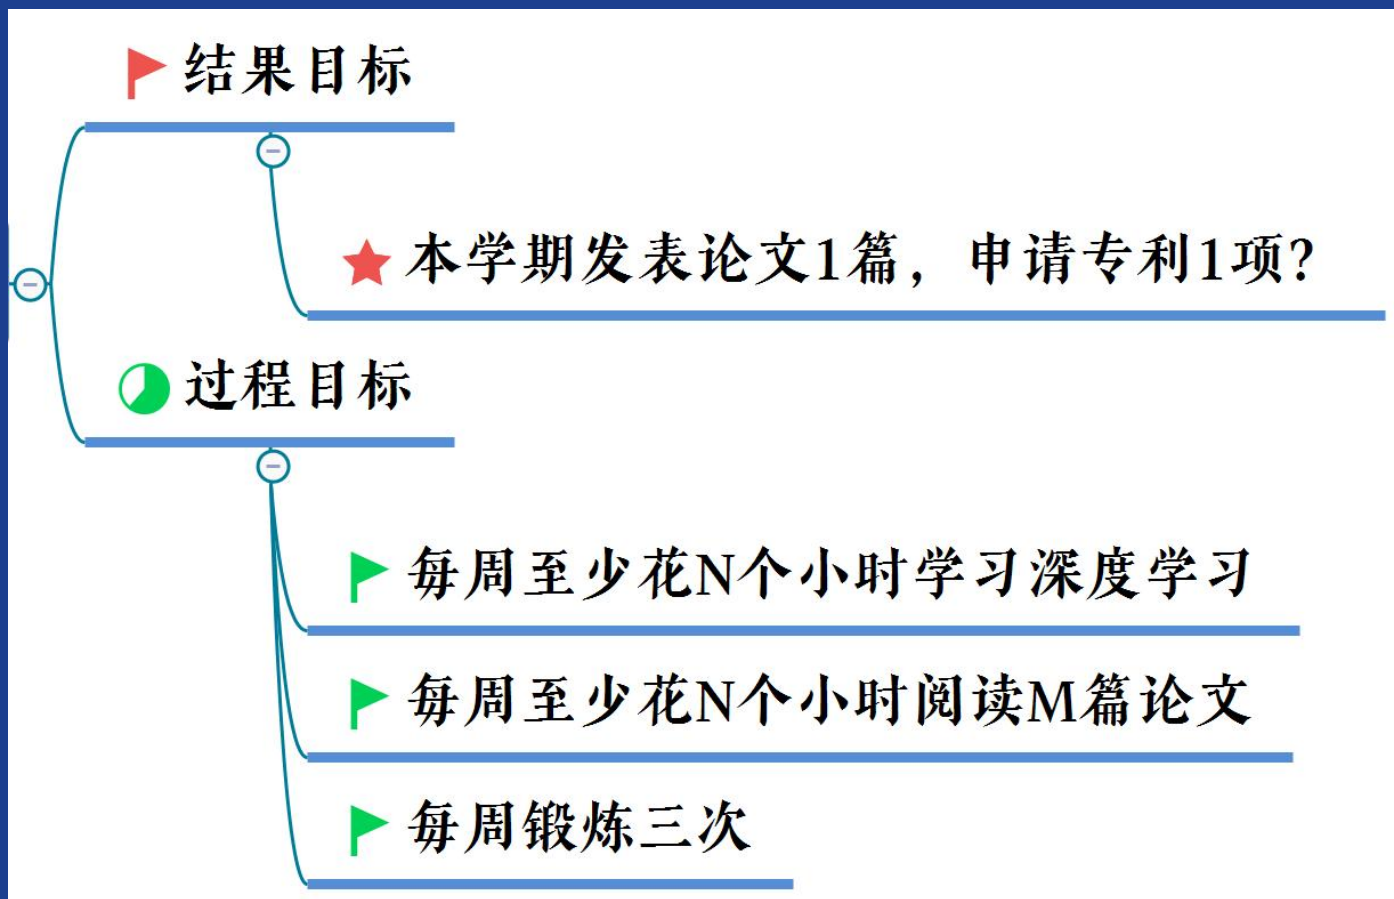 结果目标
本学期发表论文1篇，申请专利1项？
过程目标
每周至少花N个小时学习深度学习
每周至少花N个小时阅读M篇论文
每周锻炼三次